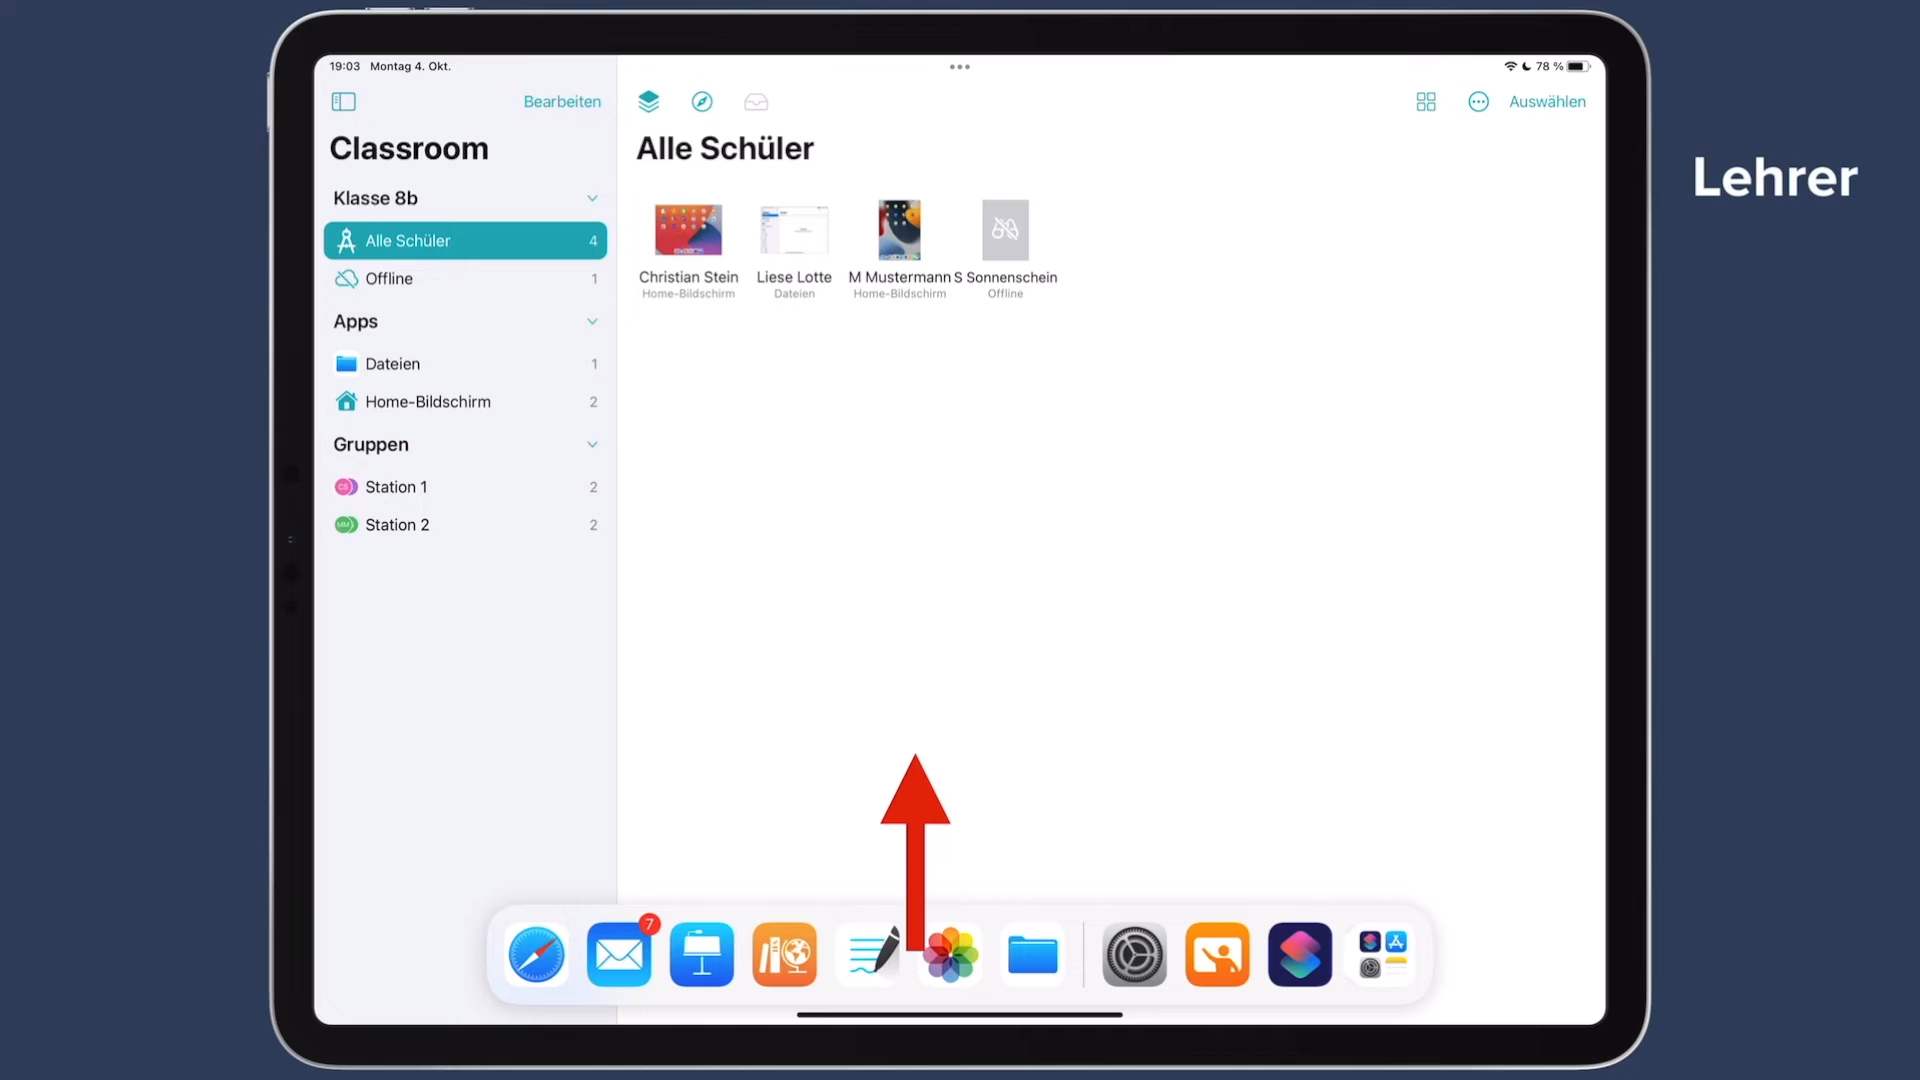 19:03 Montag 4. Okt.
78 %
Bearbeiten
Auswählen
Classroom
Klasse 8b
Alle Schüler 4
Offline 1
Apps
Dateien 1
Home-Bildschirm 2
Gruppen
CS Station 1 2
MM Station 2 2
Alle Schüler
Christian Stein
Home-Bildschirm
Liese Lotte
Dateien
M Mustermann
Home-Bildschirm
S Sonnenschein
Offline
7
Lehrer